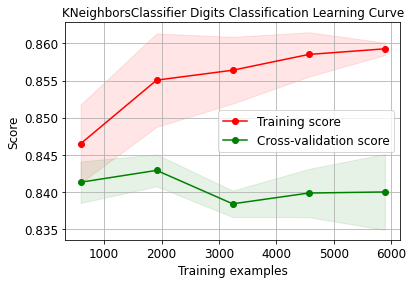 KNeighborsClassifier Digits Classification Learning Curve
0.860
0.855
0.850
0.845
0.840
0.835
Score
Training score
Cross-validation score
1000 2000 3000 4000 5000 6000
Training examples